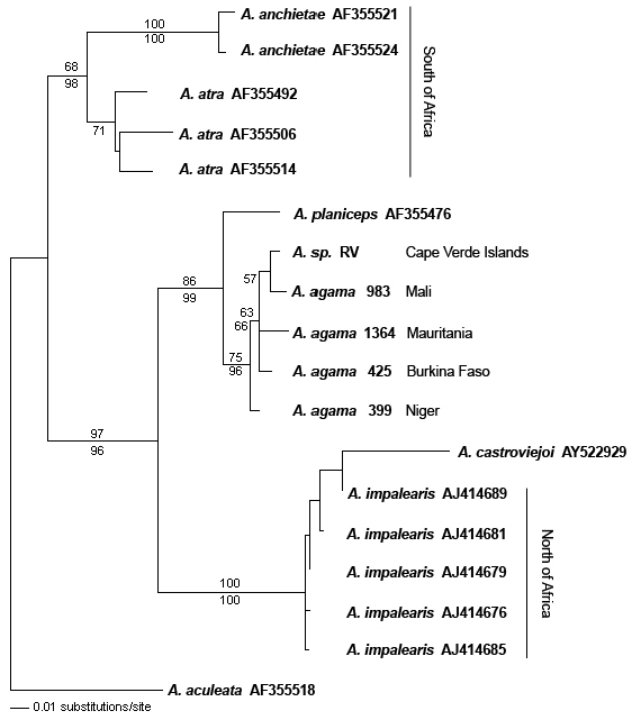 A. anchietae AF355521
100
100
A. anchietae AF355524
68
98
A. atra AF355492
71
A. atra AF355506
A. atra AF355514
South of Africa
A. planiceps AF355476
A. sp. RV Cape Verde Islands
57
86
99
A. agama 983 Mali
63
66
A. agama 1364 Mauritania
75
96
A. agama 425 Burkina Faso
A. agama 399 Niger
97
96
A. castroviejoi AY522929
A. impalearis AJ414689
A. impalearis AJ414681
A. impalearis AJ414679
100
100
A. impalearis AJ414676
A. impalearis AJ414685
North of Africa
A. aculeata AF355518
0.01 substitutions/site